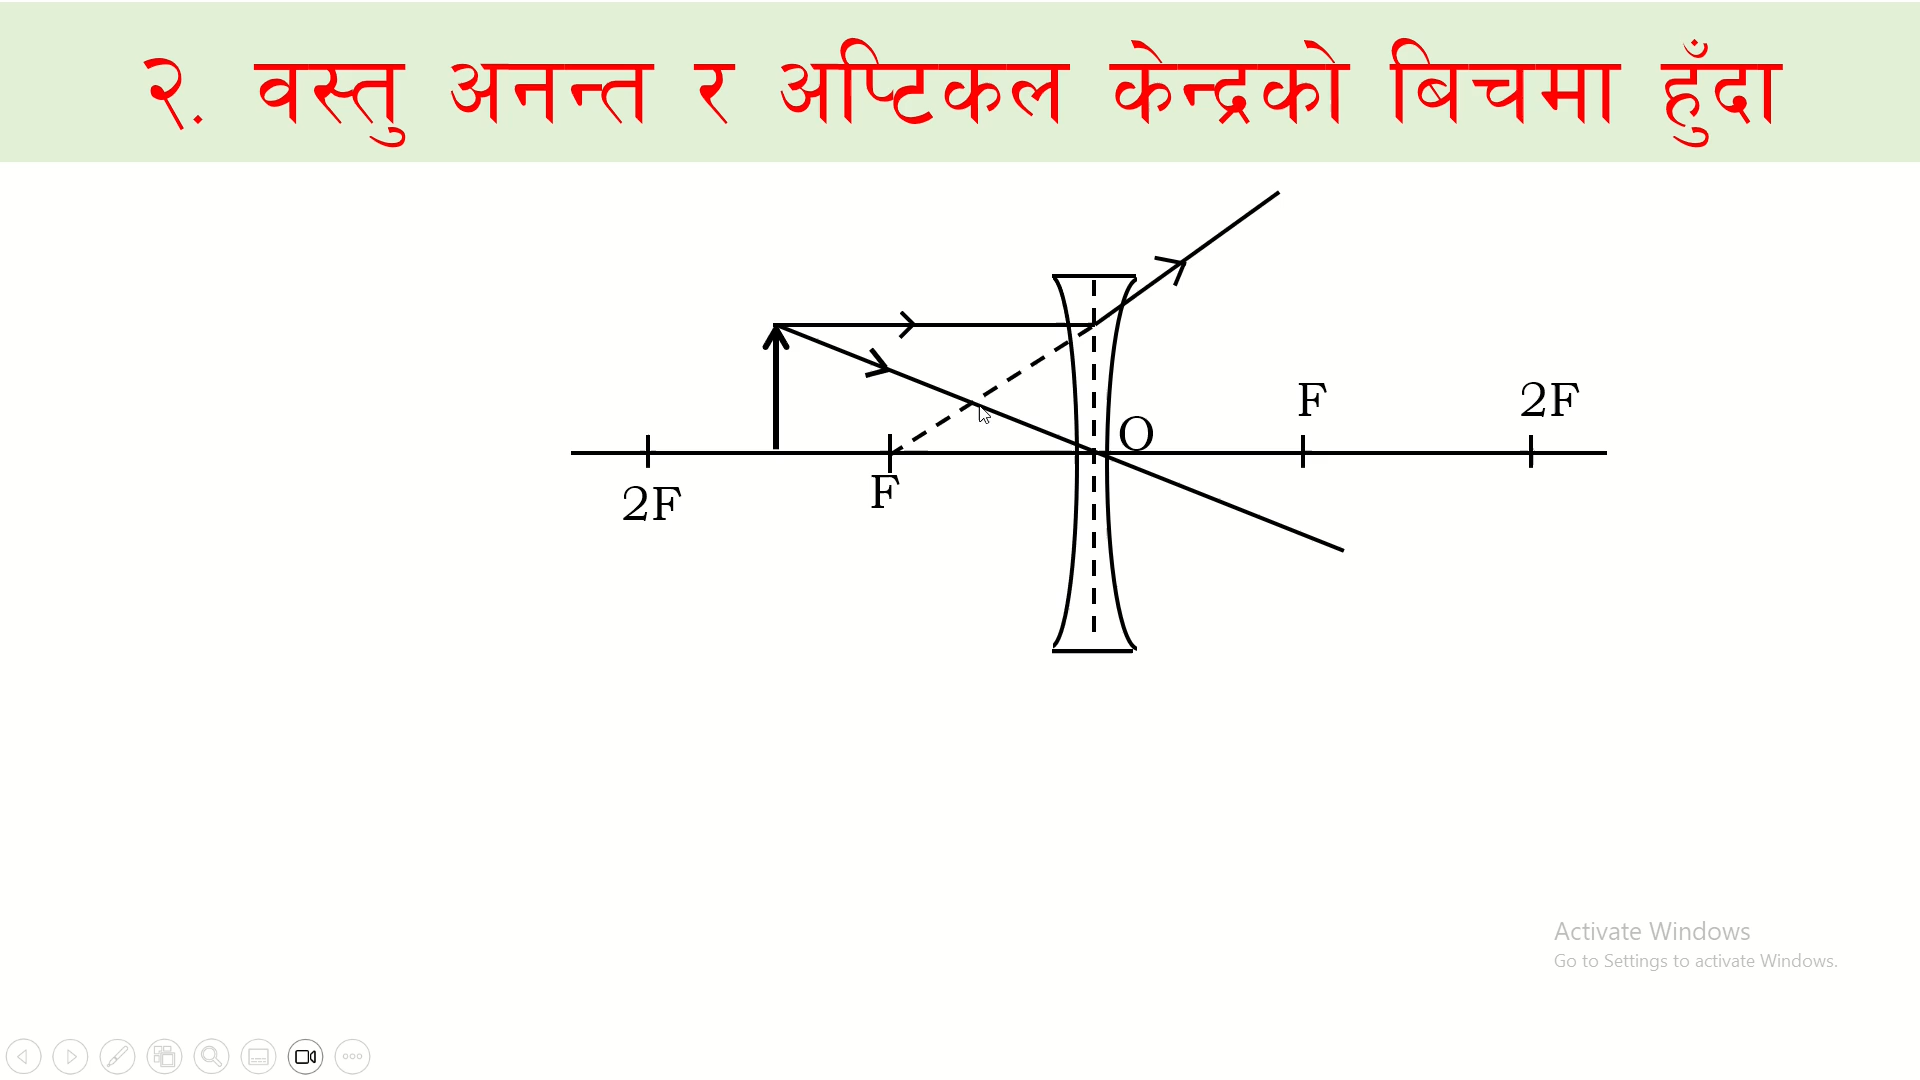 २. वस्तु अनन्त र अप्टिकल केन्द्रको बिचमा हुँदा
F
2F
O
2F
F
Activate Windows
Go to Settings to activate Windows.